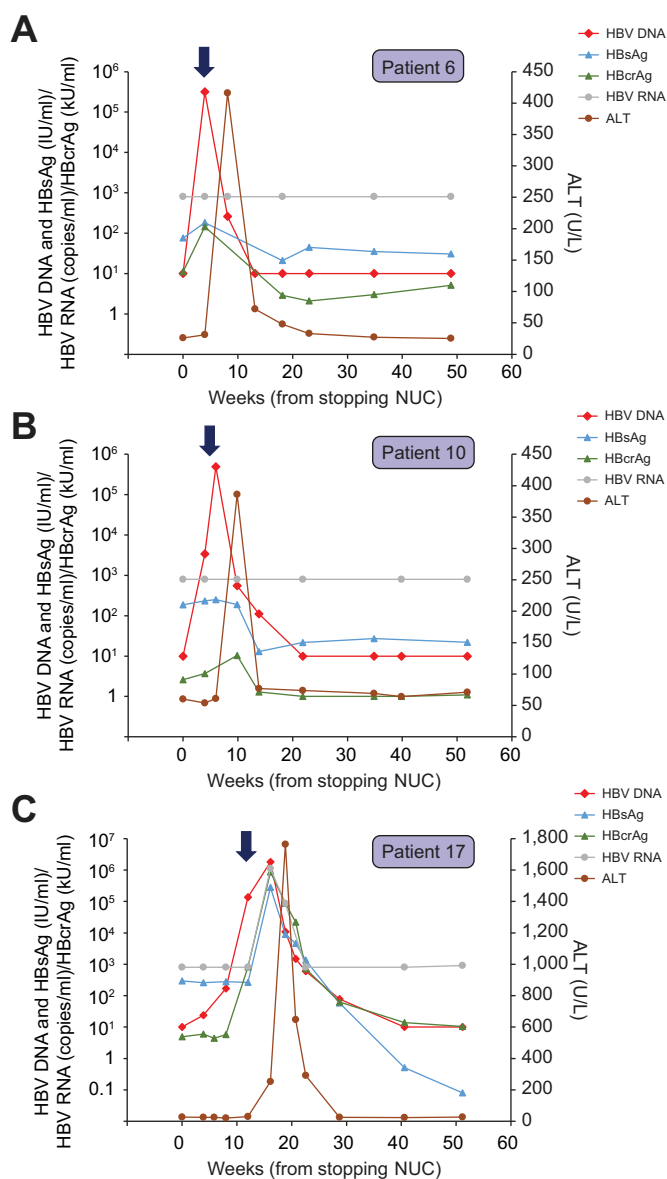 A
Patient 6
HBV DNA
HBsAg
HBcrAg
HBV RNA
ALT
HBV DNA and HBsAg (IU/ml)/
HBV RNA (copies/ml)/HBcrAg (kU/ml)
10⁶
10⁵
10⁴
10³
10²
10¹
1
450
400
350
300
250
200
150
100
50
0
ALT (U/L)
0 10 20 30 40 50 60
Weeks (from stopping NUC)
B
Patient 10
HBV DNA
HBsAg
HBcrAg
HBV RNA
ALT
HBV DNA and HBsAg (IU/ml)/
HBV RNA (copies/ml)/HBcrAg (kU/ml)
10⁶
10⁵
10⁴
10³
10²
10¹
1
450
400
350
300
250
200
150
100
50
0
ALT (U/L)
0 10 20 30 40 50 60
Weeks (from stopping NUC)
C
Patient 17
HBV DNA
HBsAg
HBcrAg
HBV RNA
ALT
HBV DNA and HBsAg (IU/ml)/
HBV RNA (copies/ml)/HBcrAg (kU/ml)
10⁷
10⁶
10⁵
10⁴
10³
10²
10¹
1
0.1
1,800
1,600
1,400
1,200
1,000
800
600
400
200
0
ALT (U/L)
0 10 20 30 40 50 60
Weeks (from stopping NUC)